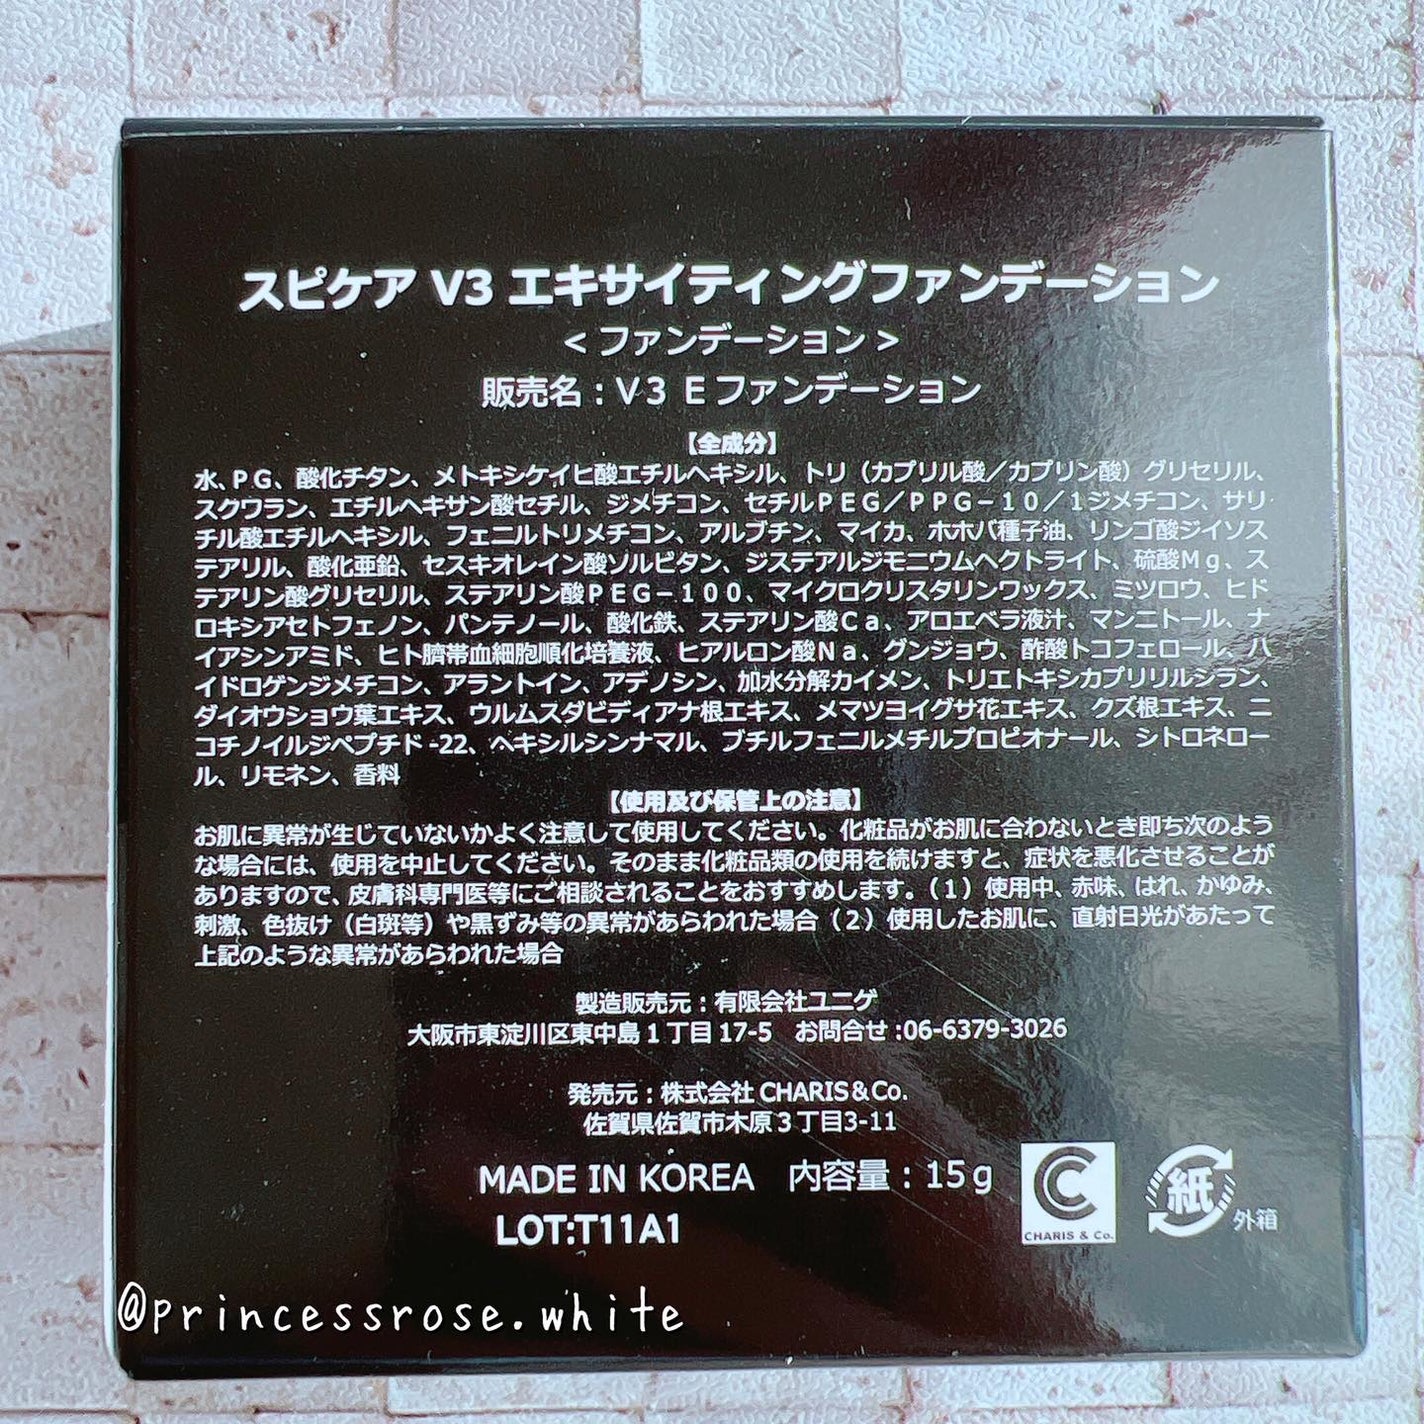 スピケア V3 エキサイティングファンデーション
<ファンデーション>
販売名：V3 E ファンデーション
【全成分】
水、PG、酸化チタン、メトキシケイヒ酸エチルヘキシル、トリ（カプリル酸／カプリン酸）グリセリル、
スクワラン、エチルヘキサン酸セチル、ジメチコン、セチルPEG／PPG－10／1ジメチコン、サリ
チル酸エチルヘキシル、フェニルトリメチコン、アルブチン、マイカ、ホホバ種子油、リンゴ酸ジイソス
テアリル、酸化亜鉛、セスキオレイン酸ソルビタン、ジステアルジモニウムヘクトライト、硫酸Mg、ス
テアリン酸グリセリル、ステアリン酸PEG－100、マイクロクリスタリンワックス、ミツロウ、ヒド
ロキシアセトフェノン、パンテノール、酸化鉄、ステアリン酸Ca、アロエベラ液汁、マンニトール、ナ
イアシンアミド、ヒト臍帯血細胞順化培養液、ヒアルロン酸Na、グンジョウ、酢酸トコフェロール、ハ
イドロゲンジメチコン、アラントイン、アデノシン、加水分解カイメン、トリエトキシカプリリルシラン、
ダイオウショウ葉エキス、ウルムスダビディアナ根エキス、メマツヨイグサ花エキス、クズ根エキス、ニ
コチノイルジペプチド -22、ヘキシルシンナマル、ブチルフェニルメチルプロピオナール、シトロネロー
ル、リモネン、香料
【使用及び保管上の注意】
お肌に異常が生じていないかよく注意して使用してください。化粧品がお肌に合わないとき即ち次のよう
な場合には、使用を中止してください。そのまま化粧品類の使用を続けますと、症状を悪化させることが
ありますので、皮膚科専門医等にご相談されることをおすすめします。（1）使用中、赤味、はれ、かゆみ、
刺激、色抜け（白斑等）や黒ずみ等の異常があらわれた場合（2）使用したお肌に、直射日光があたって
上記のような異常があらわれた場合
製造販売元：有限会社ユニゲ
大阪市東淀川区東中島１丁目 17-5 お問合せ :06-6379-3026
発売元：株式会社 CHARIS＆Co.
佐賀県佐賀市木原３丁目3-11
MADE IN KOREA 内容量：15g
LOT:T11A1
CHARIS & Co.
紙
外箱
@princessrose.white